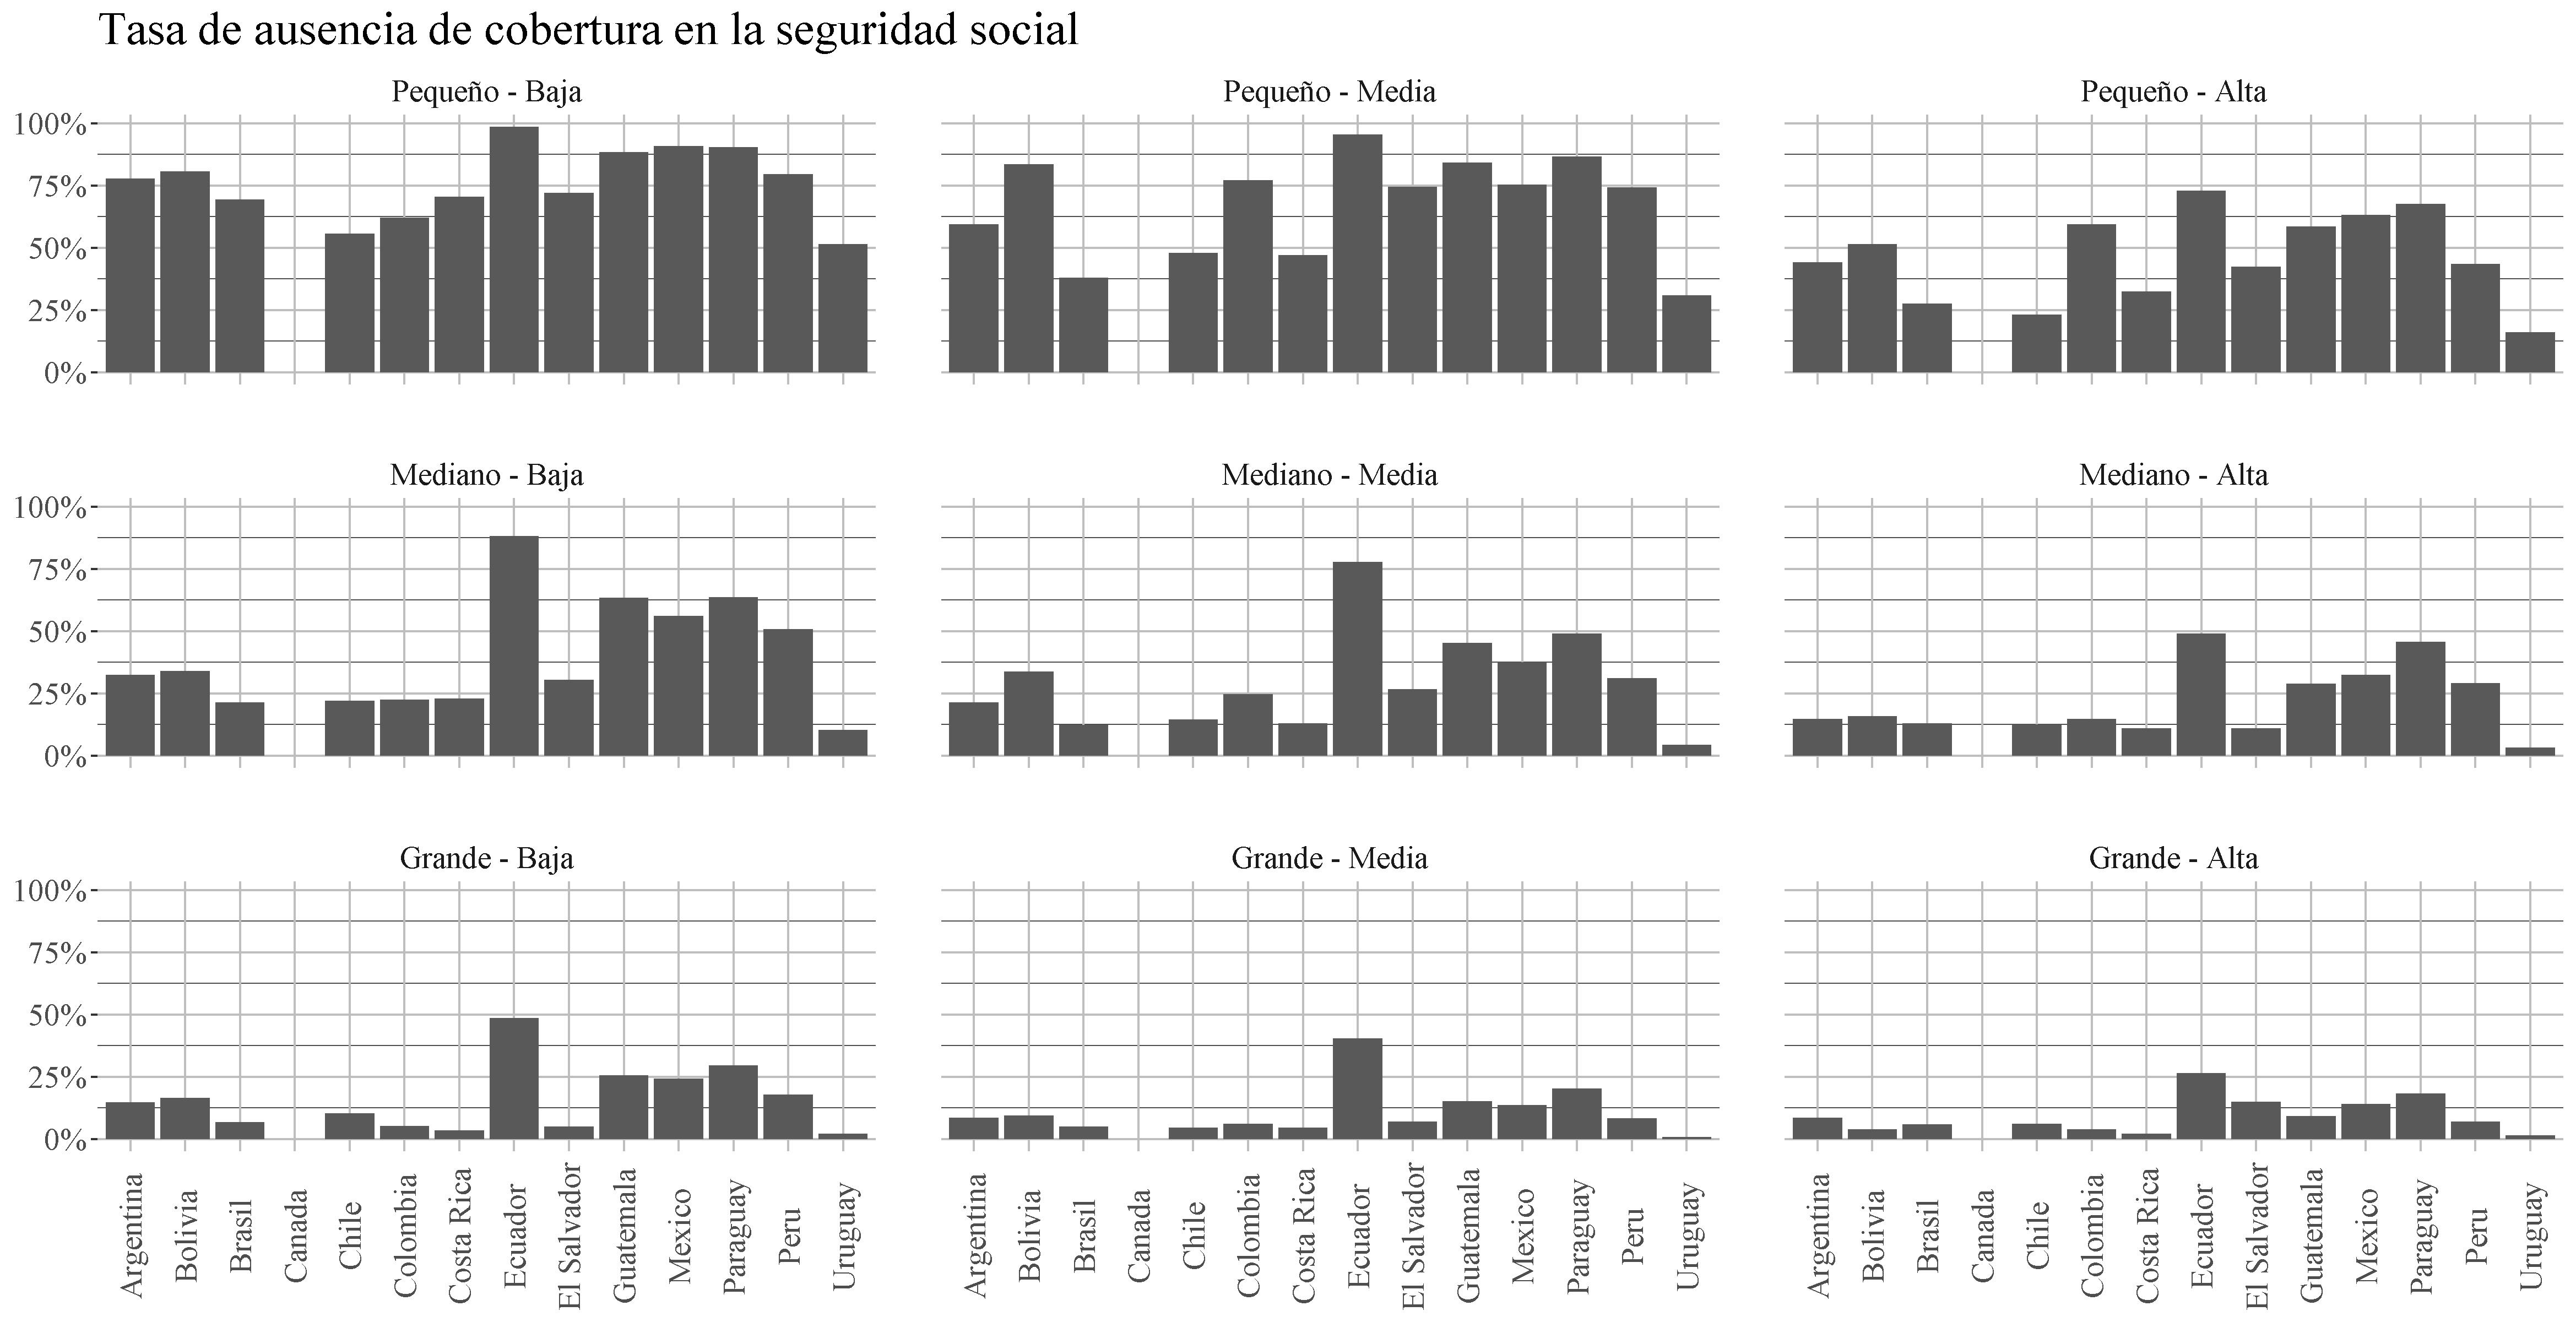 Tasa de ausencia de cobertura en la seguridad social
Pequeño - Baja
Pequeño - Media
Pequeño - Alta
100%
75%
50%
25%
0%
Mediano - Baja
Mediano - Media
Mediano - Alta
100%
75%
50%
25%
0%
Grande - Baja
Grande - Media
Grande - Alta
100%
75%
50%
25%
0%
Argentina
Bolivia
Brasil
Canada
Chile
Colombia
Costa Rica
Ecuador
El Salvador
Guatemala
Mexico
Paraguay
Peru
Uruguay
Argentina
Bolivia
Brasil
Canada
Chile
Colombia
Costa Rica
Ecuador
El Salvador
Guatemala
Mexico
Paraguay
Peru
Uruguay
Argentina
Bolivia
Brasil
Canada
Chile
Colombia
Costa Rica
Ecuador
El Salvador
Guatemala
Mexico
Paraguay
Peru
Uruguay